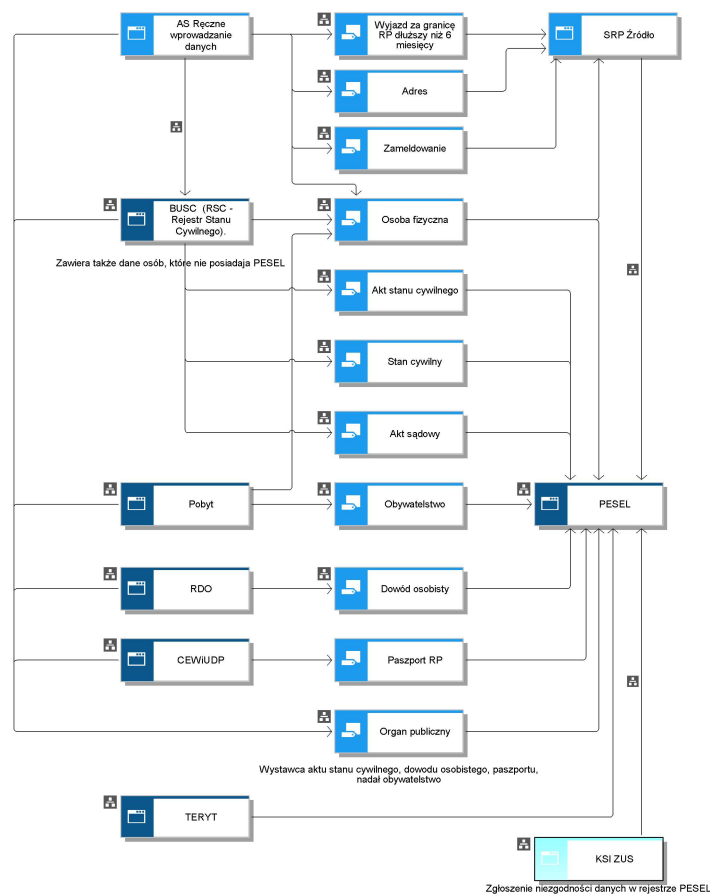 AS Ręczne
wprowadzanie
danych
Wyjazd za granicę
RP dłuższy niż 6
miesięcy
SRP Źródło
Adres
Zameldowanie
BUSC (RSC -
Rejestr Stanu
Cywilnego).
Osoba fizyczna
Zawiera także dane osób, które nie posiadaja PESEL
Akt stanu cywilnego
Stan cywilny
Akt sądowy
Pobyt
Obywatelstwo
PESEL
RDO
Dowód osobisty
CEWiUDP
Paszport RP
Organ publiczny
Wystawca aktu stanu cywilnego, dowodu osobistego, paszportu,
nadał obywatelstwo
TERYT
KSI ZUS
Zgłoszenie niezgodności danych w rejestrze PESEL